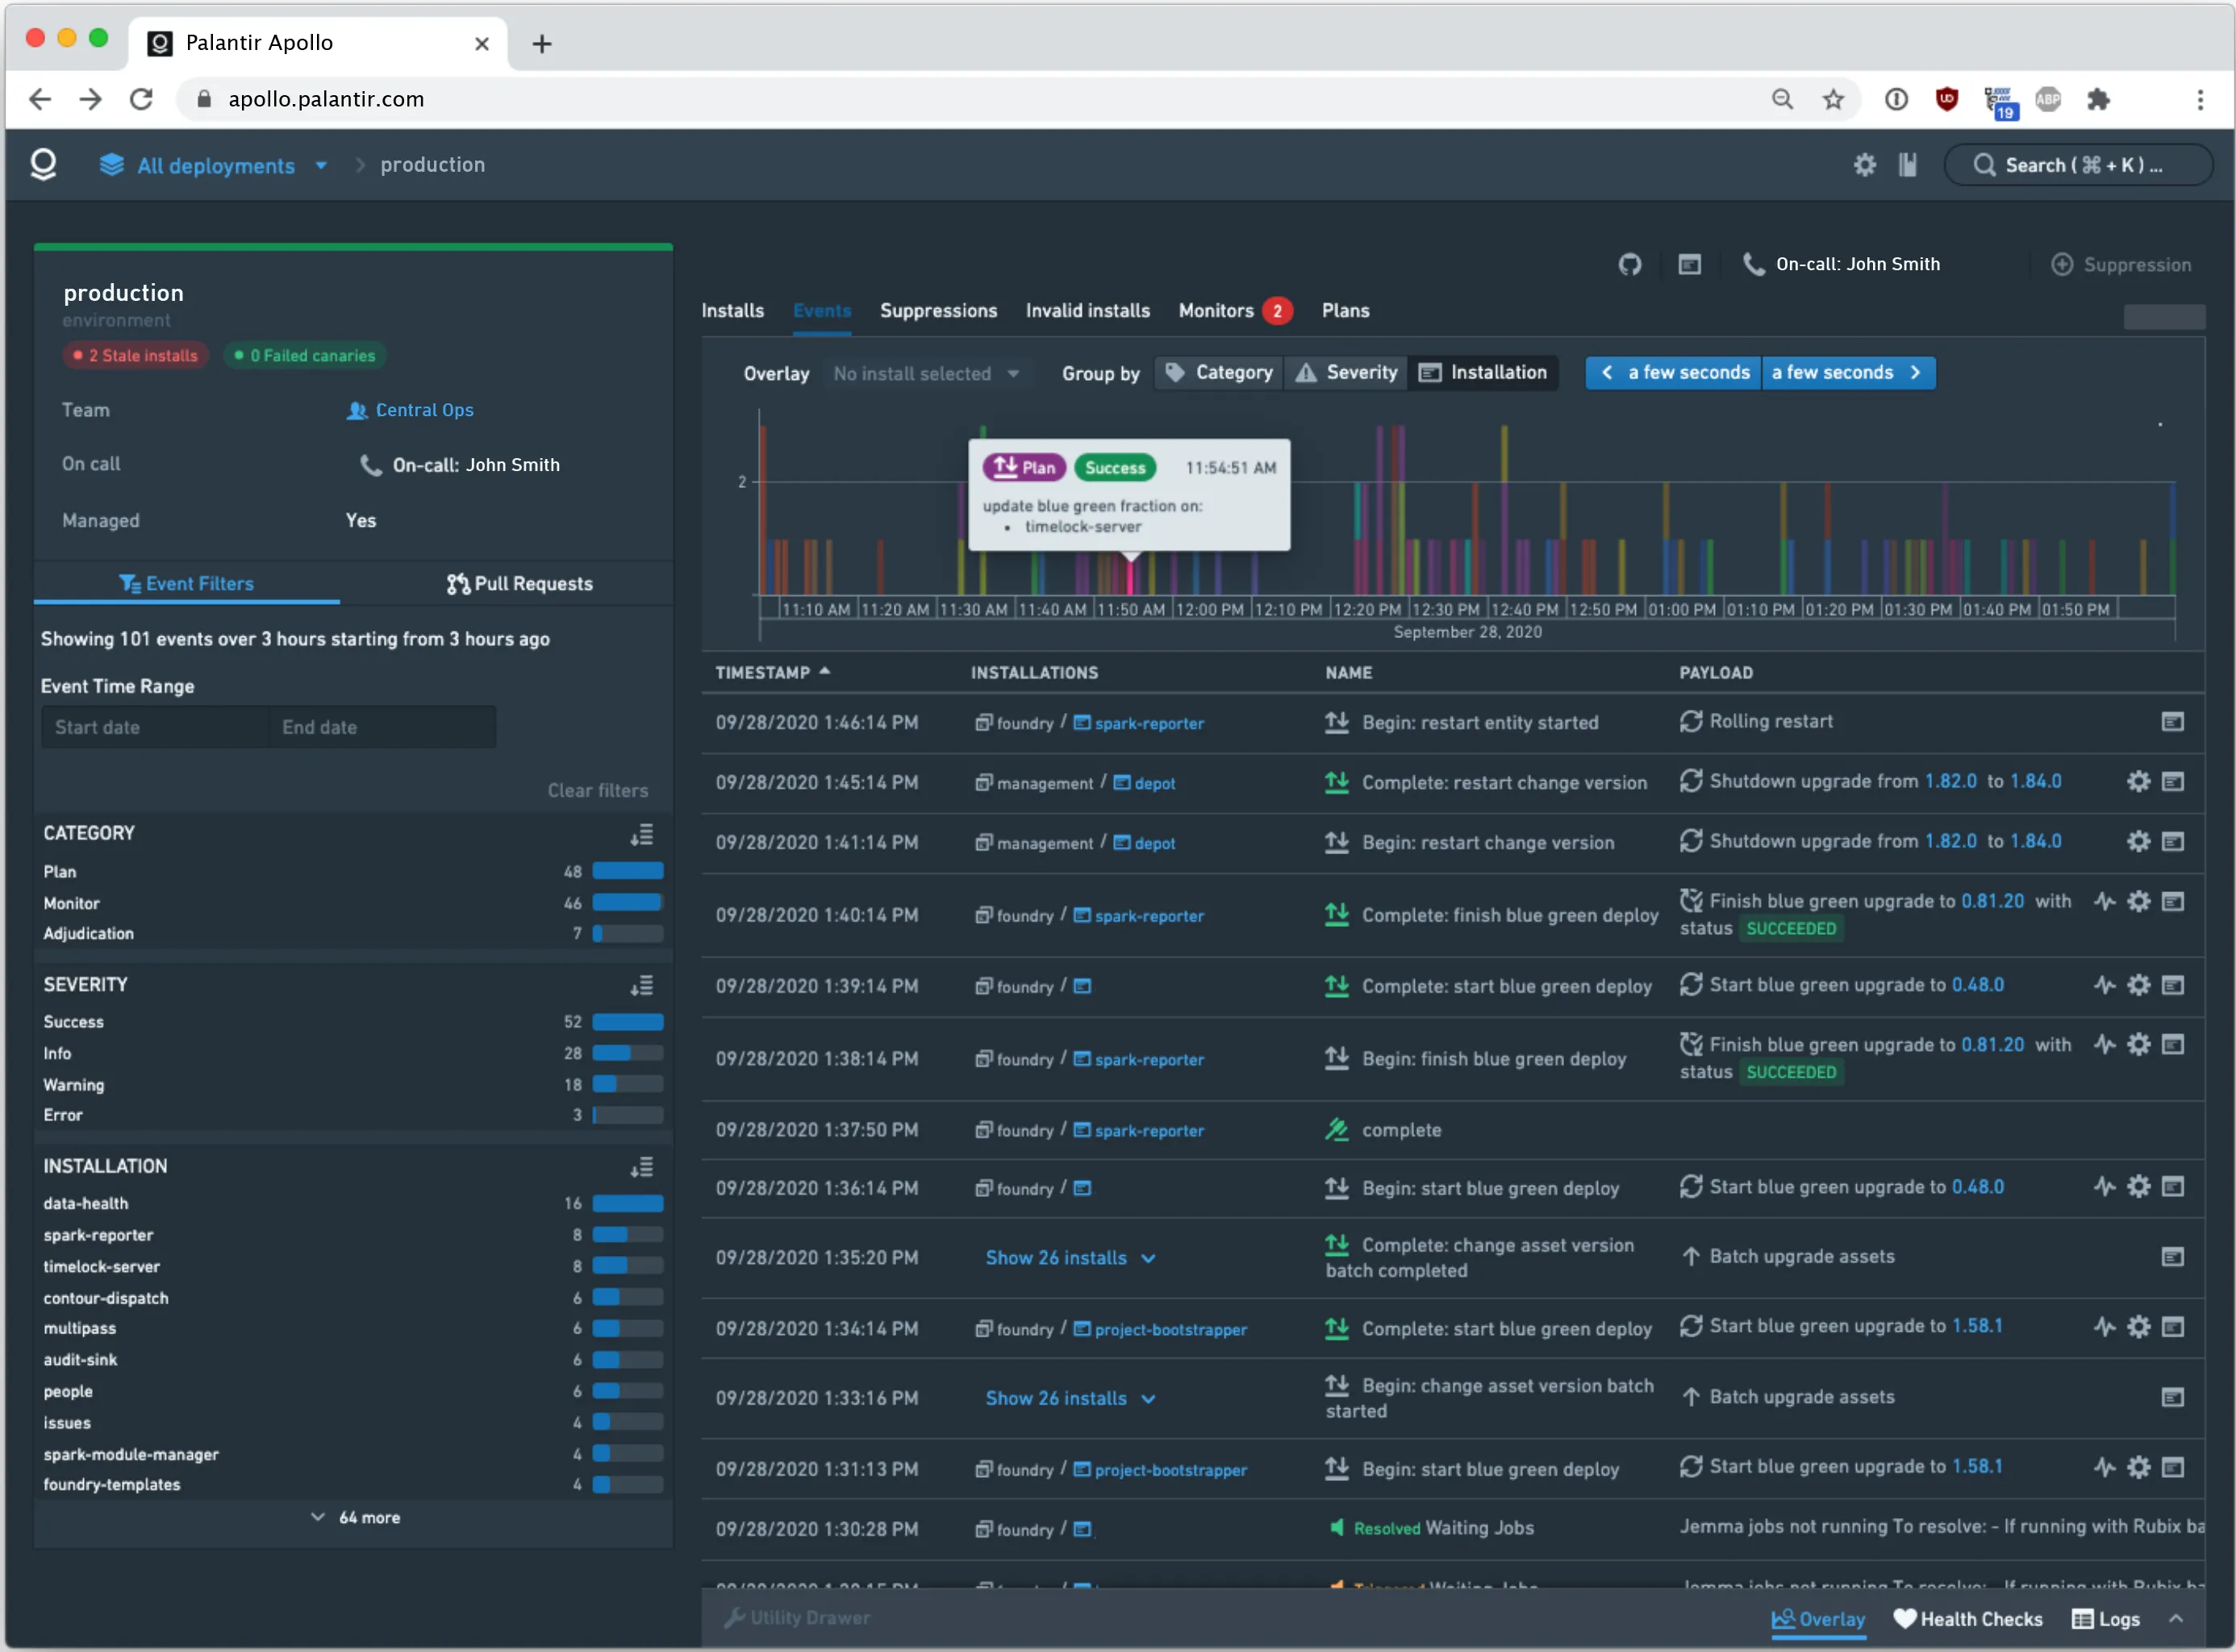 Palantir Apollo
apollo.palantir.com
19
ABP
All deployments
production
Search ( ⌘ + K ) ...
production
environment
2 Stale installs
0 Failed canaries
Team
Central Ops
On call
On-call: John Smith
Managed
Yes
Event Filters
Pull Requests
Showing 101 events over 3 hours starting from 3 hours ago
Event Time Range
Start date
End date
Clear filters
CATEGORY
Plan 48
Monitor 46
Adjudication 7
SEVERITY
Success 52
Info 28
Warning 18
Error 3
INSTALLATION
data-health 16
spark-reporter 8
timelock-server 8
contour-dispatch 6
multipass 6
audit-sink 6
people 6
issues 4
spark-module-manager 4
foundry-templates 4
64 more
On-call: John Smith
Suppression
Installs Events Suppressions Invalid installs Monitors 2 Plans
Overlay No install selected Group by Category Severity Installation a few seconds a few seconds
2
Plan Success 11:54:51 AM
update blue green fraction on:
• timelock-server
11:10 AM 11:20 AM 11:30 AM 11:40 AM 11:50 AM 12:00 PM 12:10 PM 12:20 PM 12:30 PM 12:40 PM 12:50 PM 01:00 PM 01:10 PM 01:20 PM 01:30 PM 01:40 PM 01:50 PM
September 28, 2020
TIMESTAMP INSTALLATIONS NAME PAYLOAD
09/28/2020 1:46:14 PM foundry / spark-reporter Begin: restart entity started Rolling restart
09/28/2020 1:45:14 PM management / depot Complete: restart change version Shutdown upgrade from 1.82.0 to 1.84.0
09/28/2020 1:41:14 PM management / depot Begin: restart change version Shutdown upgrade from 1.82.0 to 1.84.0
09/28/2020 1:40:14 PM foundry / spark-reporter Complete: finish blue green deploy Finish blue green upgrade to 0.81.20 with
status SUCCEEDED
09/28/2020 1:39:14 PM foundry / Complete: start blue green deploy Start blue green upgrade to 0.48.0
09/28/2020 1:38:14 PM foundry / spark-reporter Begin: finish blue green deploy Finish blue green upgrade to 0.81.20 with
status SUCCEEDED
09/28/2020 1:37:50 PM foundry / spark-reporter complete
09/28/2020 1:36:14 PM foundry / Begin: start blue green deploy Start blue green upgrade to 0.48.0
09/28/2020 1:35:20 PM Show 26 installs Complete: change asset version Batch upgrade assets
batch completed
09/28/2020 1:34:14 PM foundry / project-bootstrapper Complete: start blue green deploy Start blue green upgrade to 1.58.1
09/28/2020 1:33:16 PM Show 26 installs Begin: change asset version batch Batch upgrade assets
started
09/28/2020 1:31:13 PM foundry / project-bootstrapper Begin: start blue green deploy Start blue green upgrade to 1.58.1
09/28/2020 1:30:28 PM foundry / Resolved Waiting Jobs Jemma jobs not running To resolve: - If running with Rubix ba
Utility Drawer
Overlay Health Checks Logs